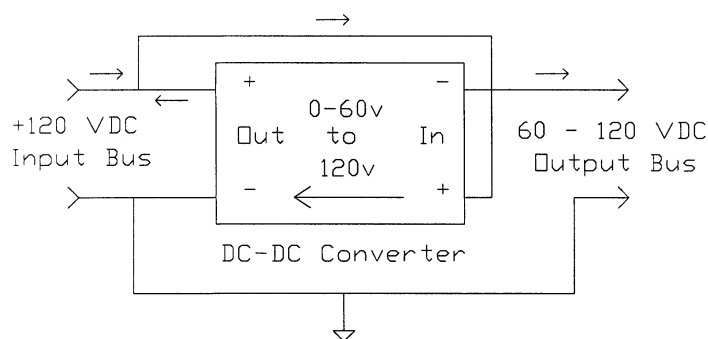 + −
+120 VDC 0-60v 60 - 120 VDC
Out to In
Input Bus Output Bus
120v
− +
DC-DC Converter